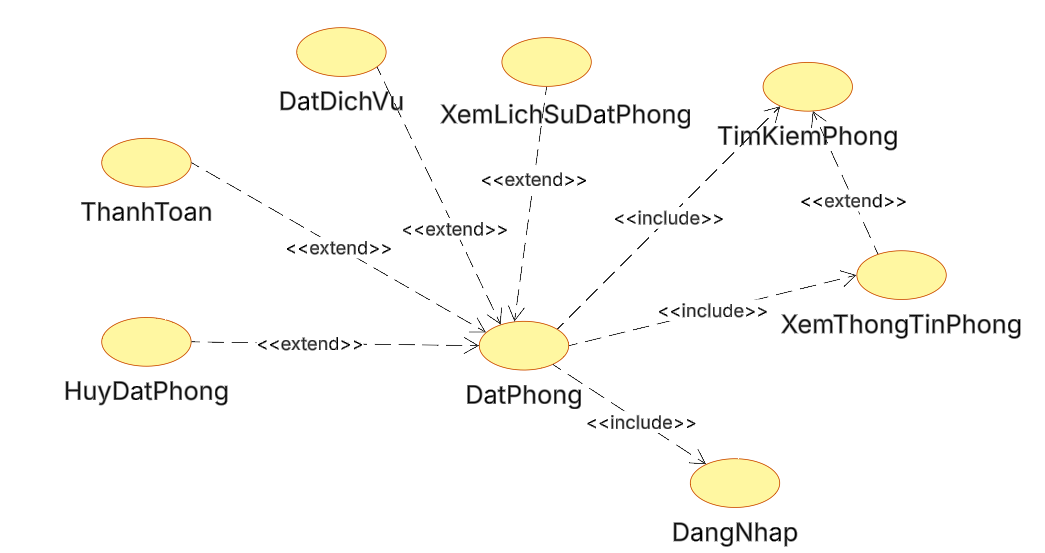 DatDichVu
XemLichSuDatPhong
TimKiemPhong
<<extend>>
<<extend>>
ThanhToan
<<include>>
<<extend>>
<<extend>>
<<include>>
XemThongTinPhong
<<extend>>
HuyDatPhong
DatPhong
<<include>>
DangNhap